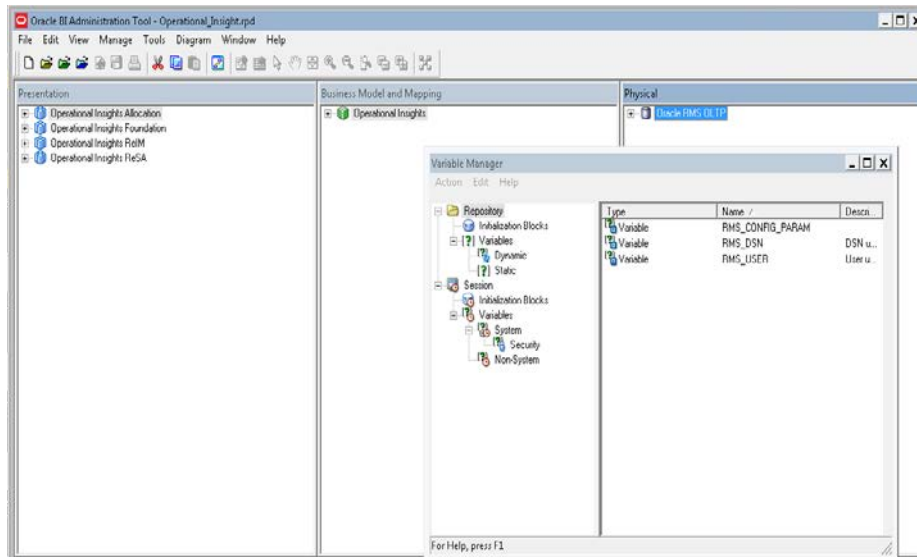 Oracle BI Administration Tool - Operational_Insight.rpd
File Edit View Manage Tools Diagram Window Help
Presentation
Operational Insights Allocation
Operational Insights Foundation
Operational Insights ReIM
Operational Insights ReSA
Business Model and Mapping
Operational Insights
Physical
Oracle RMS OLTP
Variable Manager
Action Edit Help
Repository
Initialization Blocks
Variables
Dynamic
Static
Session
Initialization Blocks
Variables
System
Security
Non-System
Type Name Descri...
Variable RMS_CONFIG_PARAM
Variable RMS_DSN DSN u...
Variable RMS_USER User u...
For Help, press F1